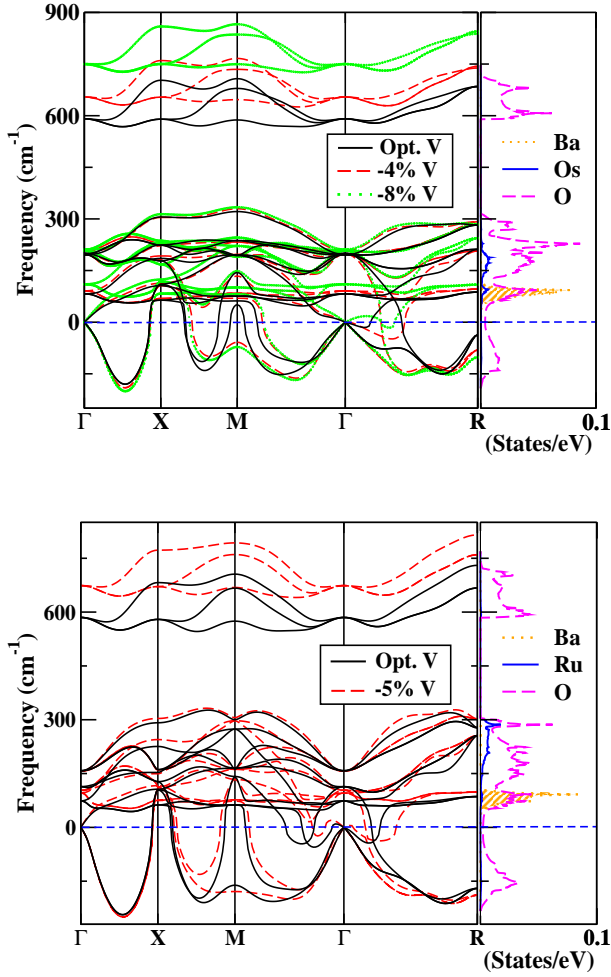 900
600
300
0
Frequency (cm⁻¹)
Opt. V
-4% V
-8% V
Ba
Os
O
Γ X M Γ R
0.1
(States/eV)
600
300
0
Frequency (cm⁻¹)
Opt. V
-5% V
Ba
Ru
O
Γ X M Γ R
0.1
(States/eV)